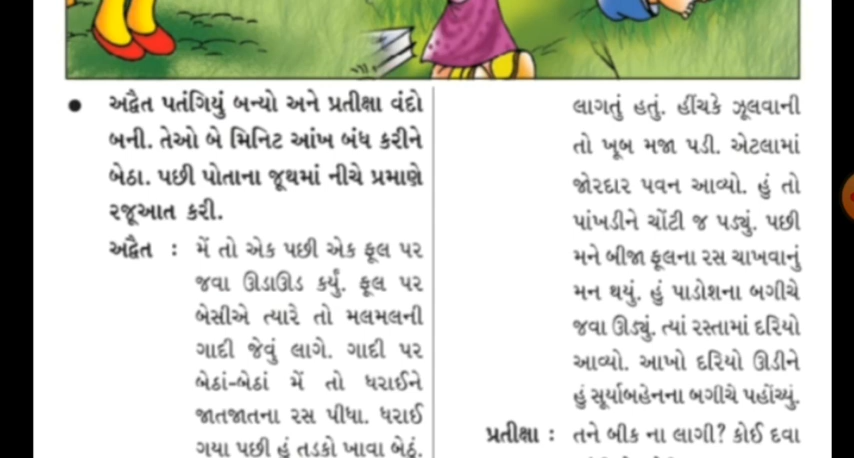 • અદ્વૈત પતંગિયું બન્યો અને પ્રતીક્ષા વંદો
બની. તેઓ બે મિનિટ આંખ બંધ કરીને
બેઠા. પછી પોતાના જૂથમાં નીચે પ્રમાણે
રજૂઆત કરી.
અદ્વૈત : મેં તો એક પછી એક ફૂલ પર
જવા ઊડાઊડ કર્યું. ફૂલ પર
બેસીએ ત્યારે તો મલમલની
ગાદી જેવું લાગે. ગાદી પર
બેઠાં-બેઠાં મેં તો ધરાઈને
જાતજાતના રસ પીધા. ધરાઈ
ગયા પછી હું તડકો ખાવા બેઠું.
લાગતું હતું. હીંચકે ઝૂલવાની
તો ખૂબ મજા પડી. એટલામાં
જોરદાર પવન આવ્યો. હું તો
પાંખડીને ચોંટી જ પડ્યું. પછી
મને બીજા ફૂલના રસ ચાખવાનું
મન થયું. હું પાડોશના બગીચે
જવા ઊડ્યું. ત્યાં રસ્તામાં દરિયો
આવ્યો. આખો દરિયો ઊડીને
હું સૂર્યાબહેનના બગીચે પહોંચ્યું.
પ્રતીક્ષા : તને બીક ના લાગી? કોઈ દવા